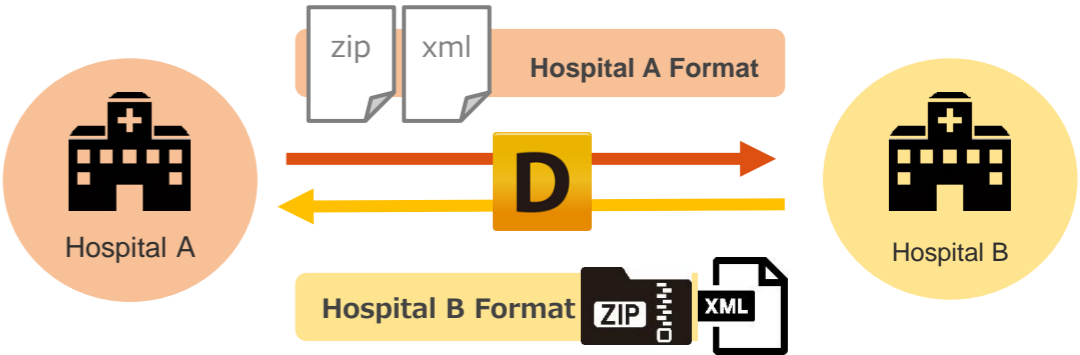 zip
xml
Hospital A Format
Hospital A
D
Hospital B
Hospital B Format
ZIP
XML